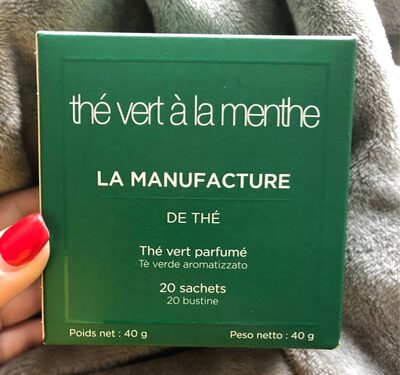 thé vert à la menthe
LA MANUFACTURE
DE THÉ
Thé vert parfumé
Tè verde aromatizzato
20 sachets
20 bustine
Poids net : 40 g Peso netto : 40 g